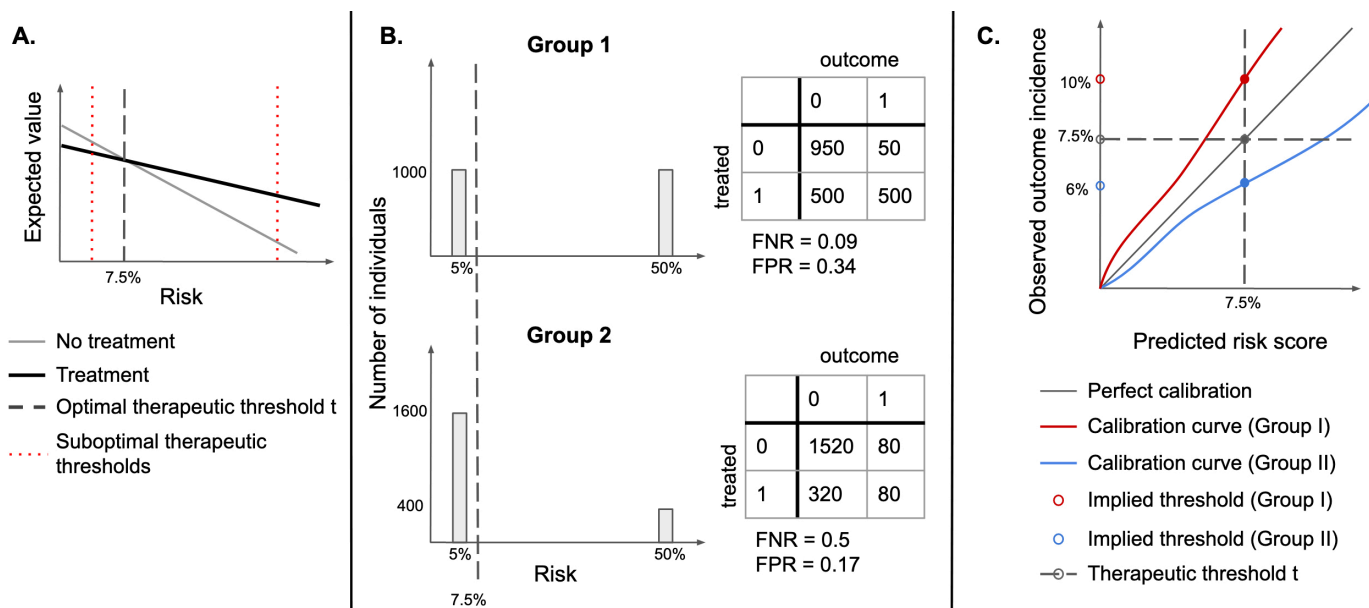 A.
Expected value
7.5%
Risk
No treatment
Treatment
Optimal therapeutic threshold t
Suboptimal therapeutic
thresholds
B.
Number of individuals
Group 1
1000
5%
50%
outcome
treated
0 1
0 950 50
1 500 500
FNR = 0.09
FPR = 0.34
Group 2
1600
400
5%
50%
Risk
7.5%
outcome
treated
0 1
0 1520 80
1 320 80
FNR = 0.5
FPR = 0.17
C.
Observed outcome incidence
10%
7.5%
6%
7.5%
Predicted risk score
Perfect calibration
Calibration curve (Group I)
Calibration curve (Group II)
Implied threshold (Group I)
Implied threshold (Group II)
Therapeutic threshold t